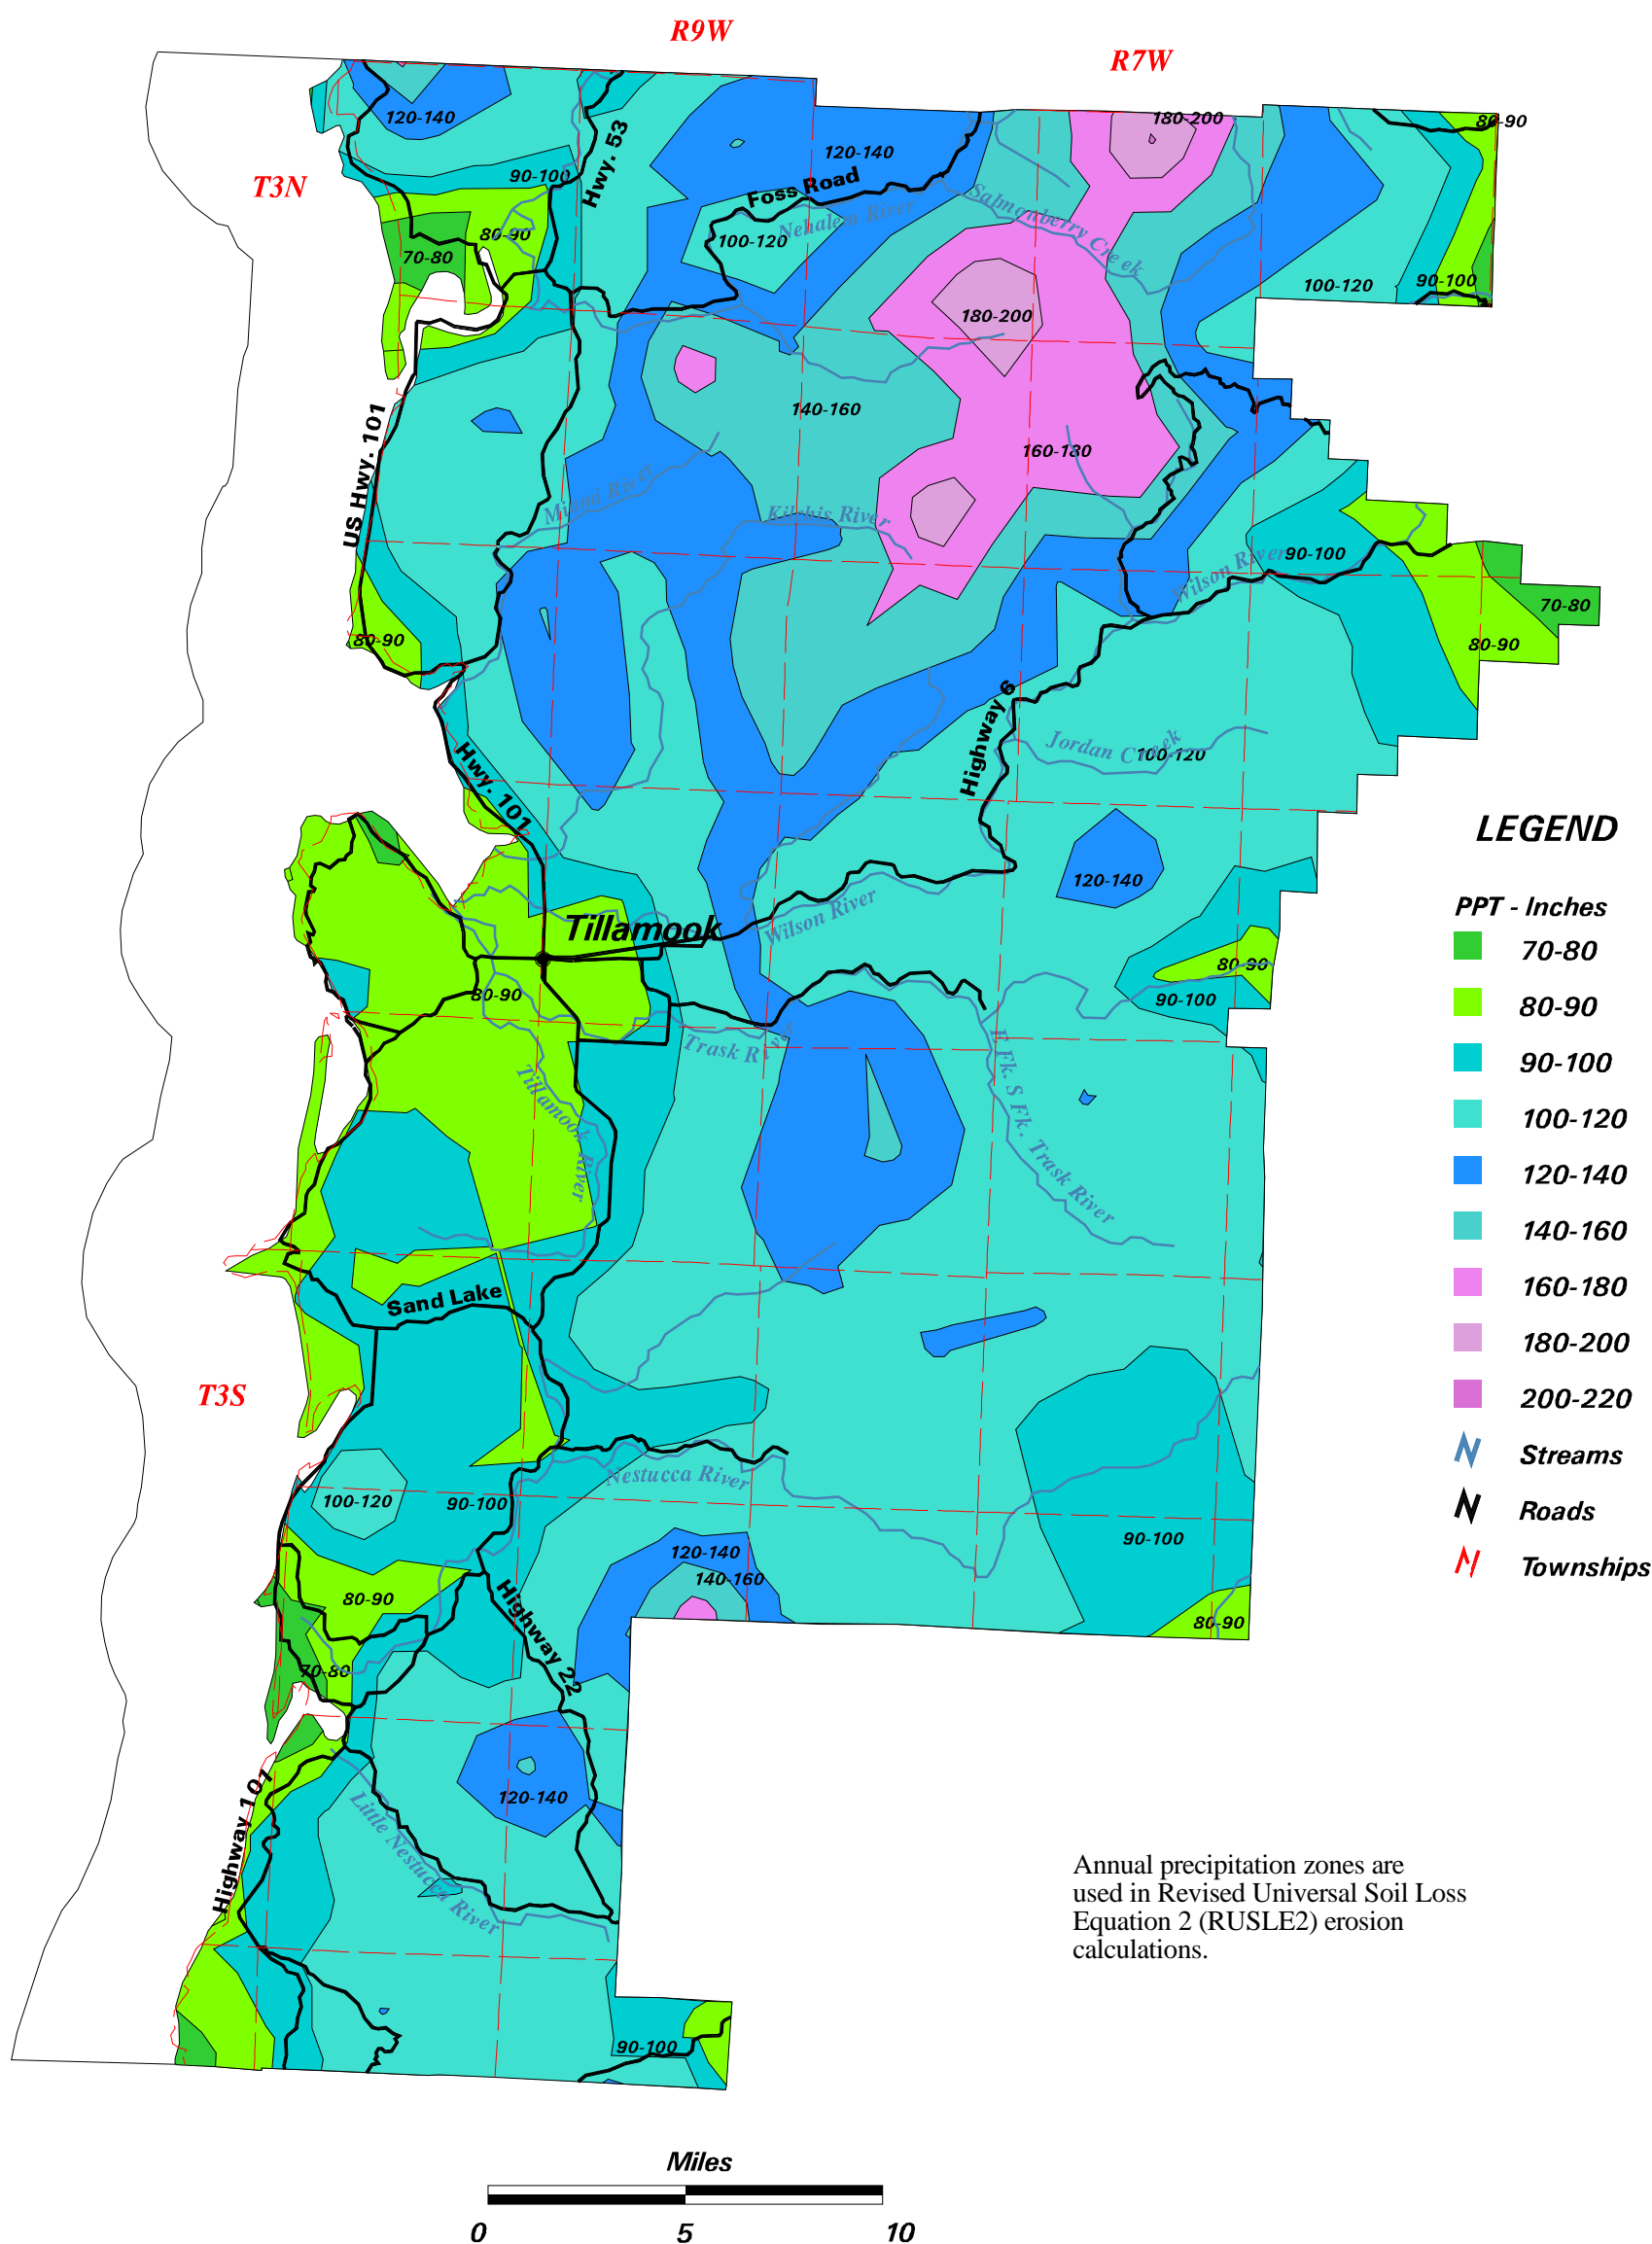 R9W
R7W
180-200
80-90
120-140
Hwy. 53
120-140
90-100
T3N
Foss Road
Salmonberry Creek
Nehalem River
80-90
100-120
70-80
100-120
90-100
180-200
140-160
US Hwy. 101
160-180
Miami River
Kilchis River
90-100
Wilson River
70-80
80-90
80-90
Highway 6
Jordan Creek
100-120
Hwy. 101
LEGEND
120-140
PPT - Inches
Wilson River
Tillamook
70-80
80-90
80-90
90-100
80-90
Trask River
E Fk. S Fk. Trask River
90-100
Tillamook River
100-120
120-140
140-160
Sand Lake
160-180
180-200
T3S
200-220
Streams
Nestucca River
100-120
90-100
Roads
90-100
120-140
Townships
140-160
80-90
Highway 22
80-90
70-80
120-140
Highway 101
Little Nestucca River
Annual precipitation zones are
used in Revised Universal Soil Loss
Equation 2 (RUSLE2) erosion
calculations.
90-100
Miles
0 5 10